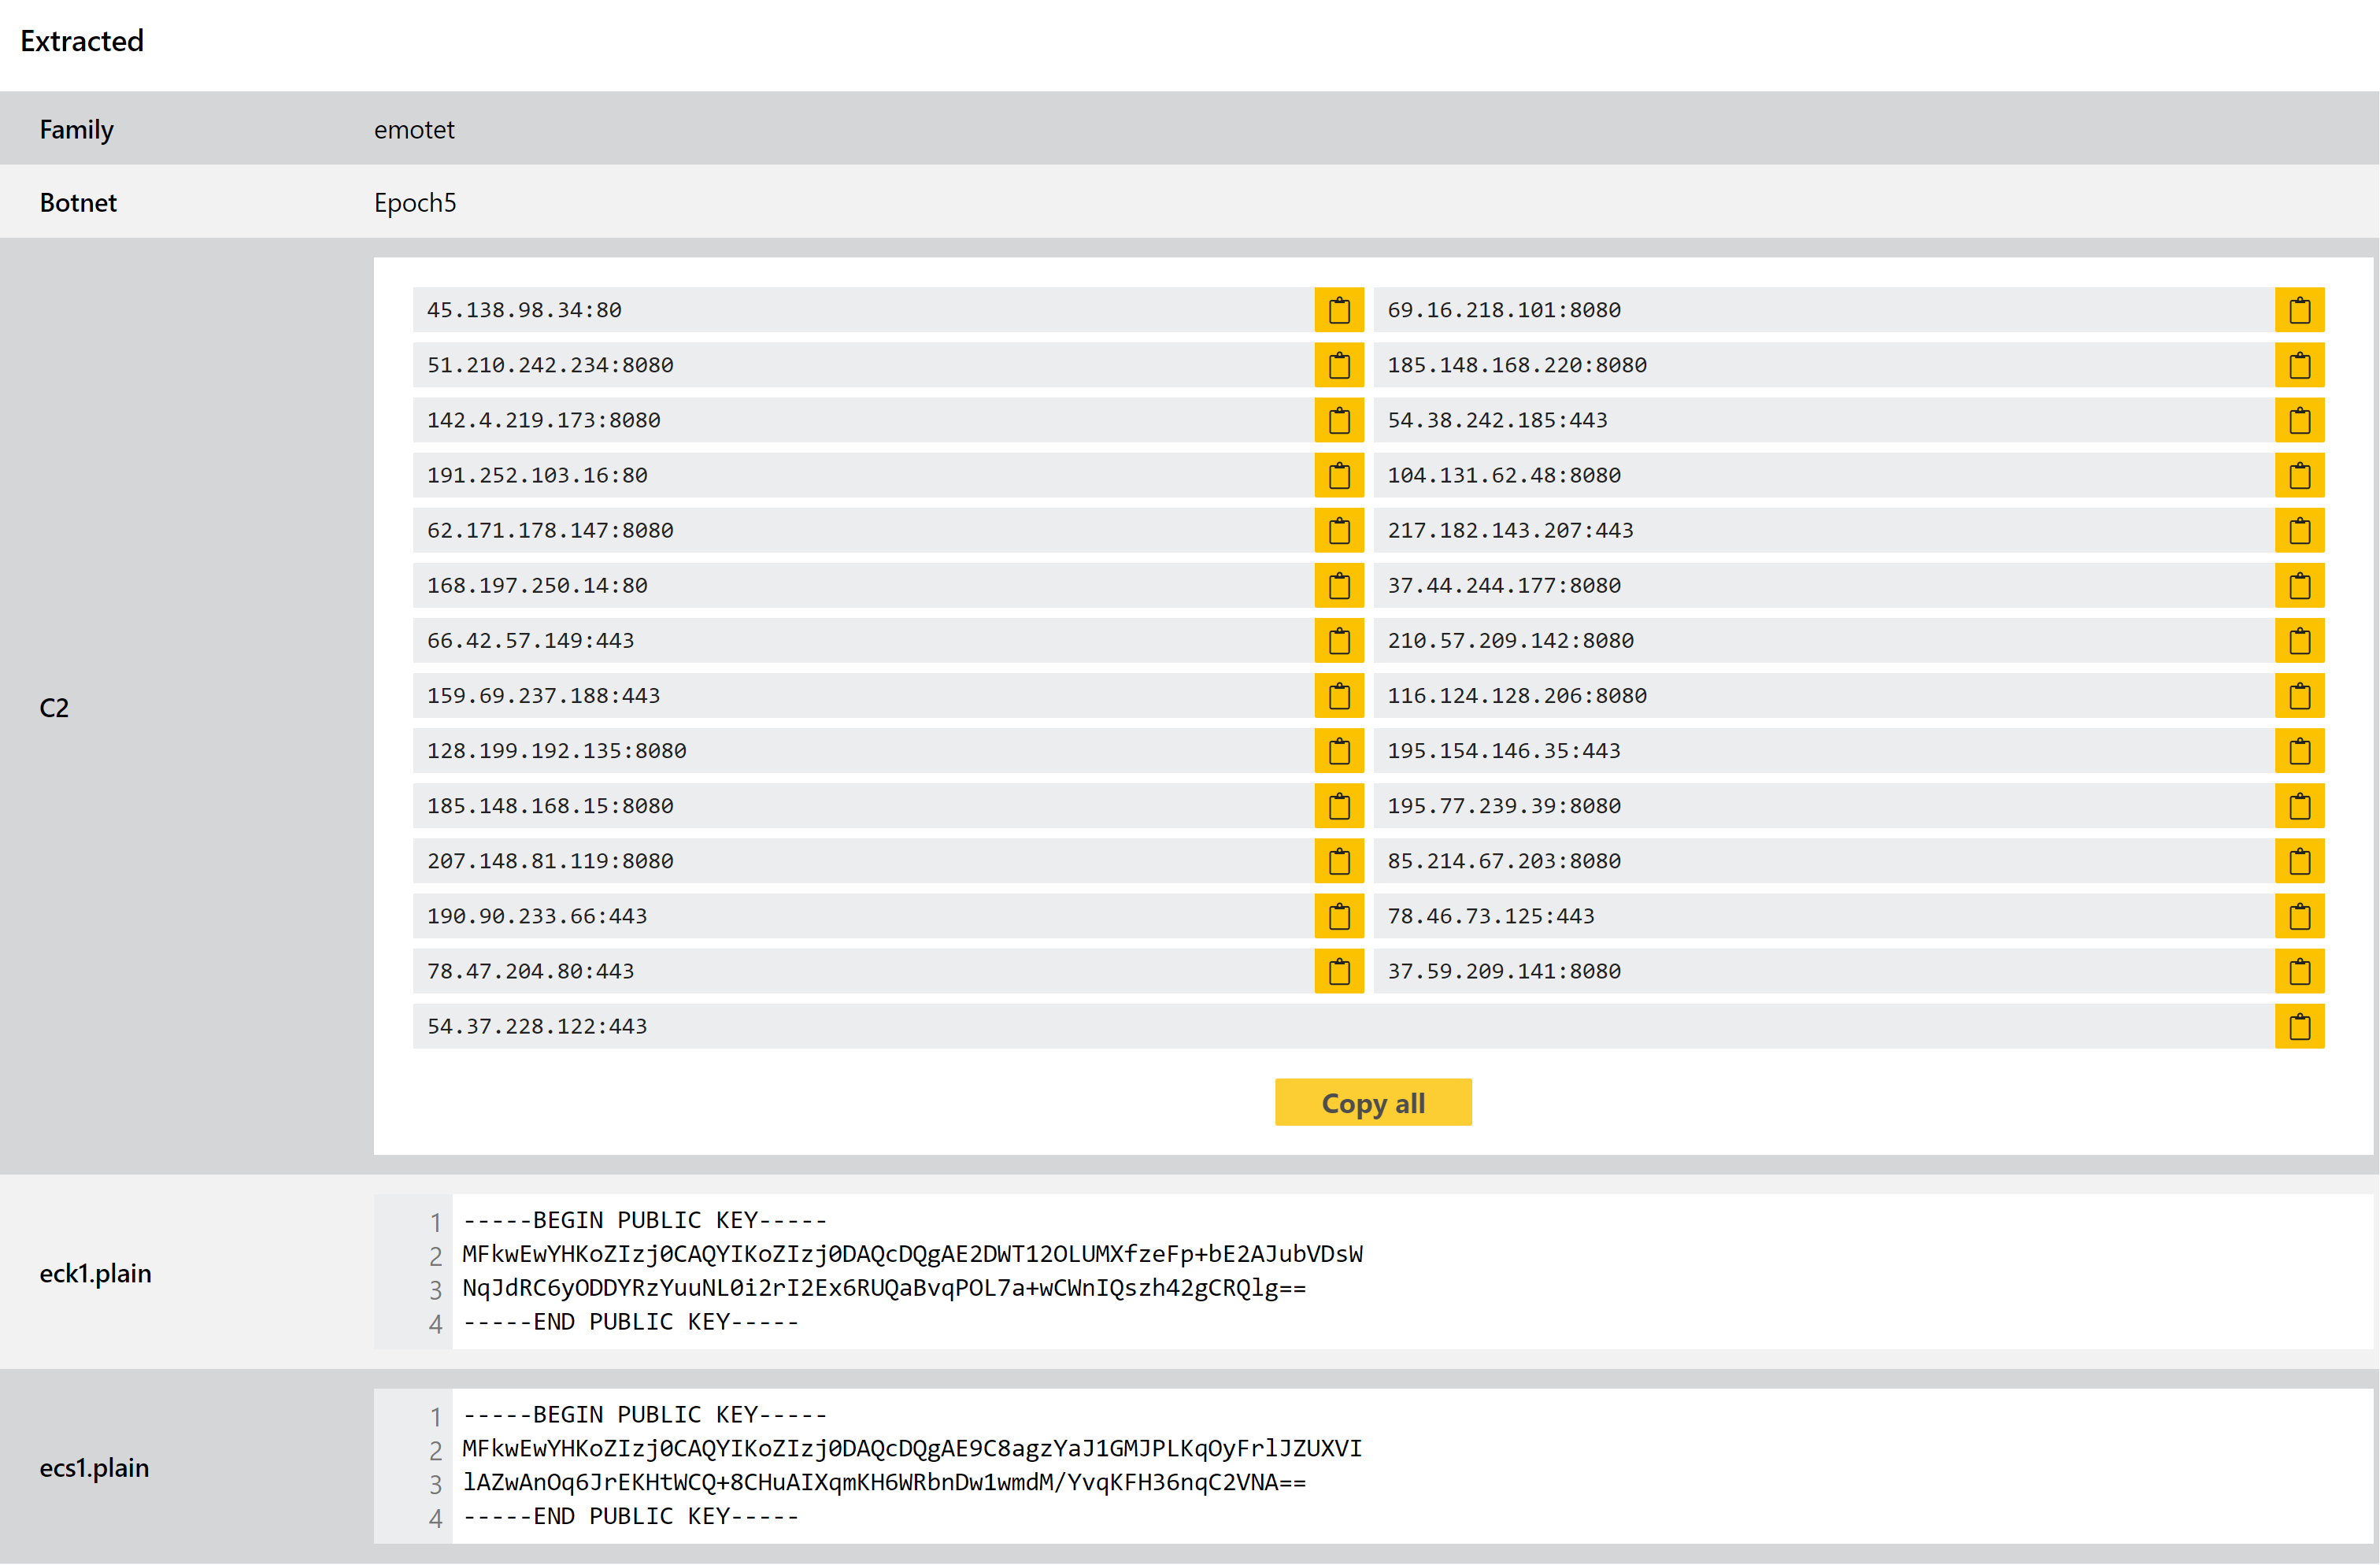 Extracted
Family emotet
Botnet Epoch5
C2
45.138.98.34:80 69.16.218.101:8080
51.210.242.234:8080 185.148.168.220:8080
142.4.219.173:8080 54.38.242.185:443
191.252.103.16:80 104.131.62.48:8080
62.171.178.147:8080 217.182.143.207:443
168.197.250.14:80 37.44.244.177:8080
66.42.57.149:443 210.57.209.142:8080
159.69.237.188:443 116.124.128.206:8080
128.199.192.135:8080 195.154.146.35:443
185.148.168.15:8080 195.77.239.39:8080
207.148.81.119:8080 85.214.67.203:8080
190.90.233.66:443 78.46.73.125:443
78.47.204.80:443 37.59.209.141:8080
54.37.228.122:443
Copy all
eck1.plain
1 -----BEGIN PUBLIC KEY-----
2 MFkwEwYHKoZIzj0CAQYIKoZIzj0DAQcDQgAE2DWT12OLUMXfzeFp+bE2AJubVDsW
3 NqJdRC6yODDYRzYuuNL0i2rI2Ex6RUQaBvqPOL7a+wCWnIQszh42gCRQlg==
4 -----END PUBLIC KEY-----
ecs1.plain
1 -----BEGIN PUBLIC KEY-----
2 MFkwEwYHKoZIzj0CAQYIKoZIzj0DAQcDQgAE9C8agzYaJ1GMJPLKqOyFrlJZUXVI
3 lAZwAnOq6JrEKHtWCQ+8CHuAIXqmKH6WRbnDw1wmdM/YvqKFH36nqC2VNA==
4 -----END PUBLIC KEY-----